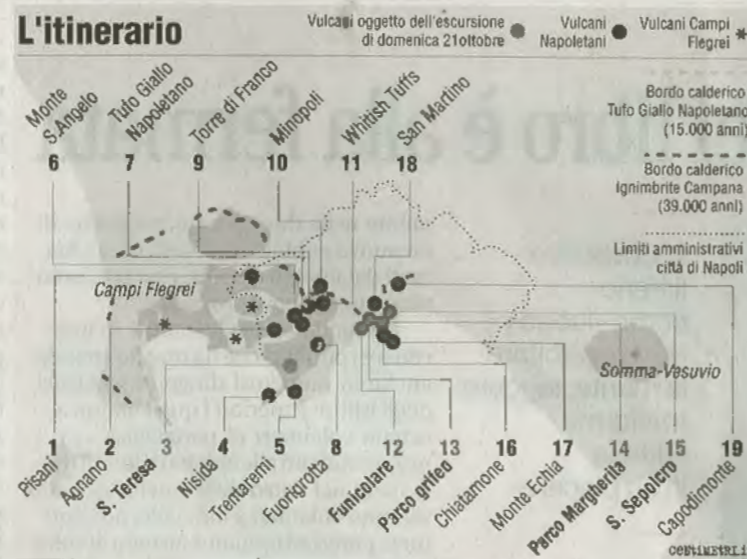 L'itinerario
Vulcani oggetto dell'escursione
di domenica 21ottobre
Vulcani
Napoletani
Vulcani Campi
Flegrei *
Monte
S.Angelo
Tufo Giallo
Napoletano
Torre di Franco
Minopoli
Whitish Tuffs
San Martino
6
7
9
10
11
18
Bordo calderico
Tufo Giallo Napoletano
(15.000 anni)
Bordo calderico
Ignimbrite Campana
(39.000 anni)
Limiti amministrativi
città di Napoli
Campi Flegrei
Somma-Vesuvio
1
2
3
4
5
8
12
13
16
17
14
15
19
Pisani
Agnano
S. Teresa
Nisida
Trentaremi
Fuorigrotta
Funicolare
Parco grifeo
Chiatamone
Monte Echia
Parco Margherita
S. Sepolcro
Capodimonte
CENTIMETRI.it